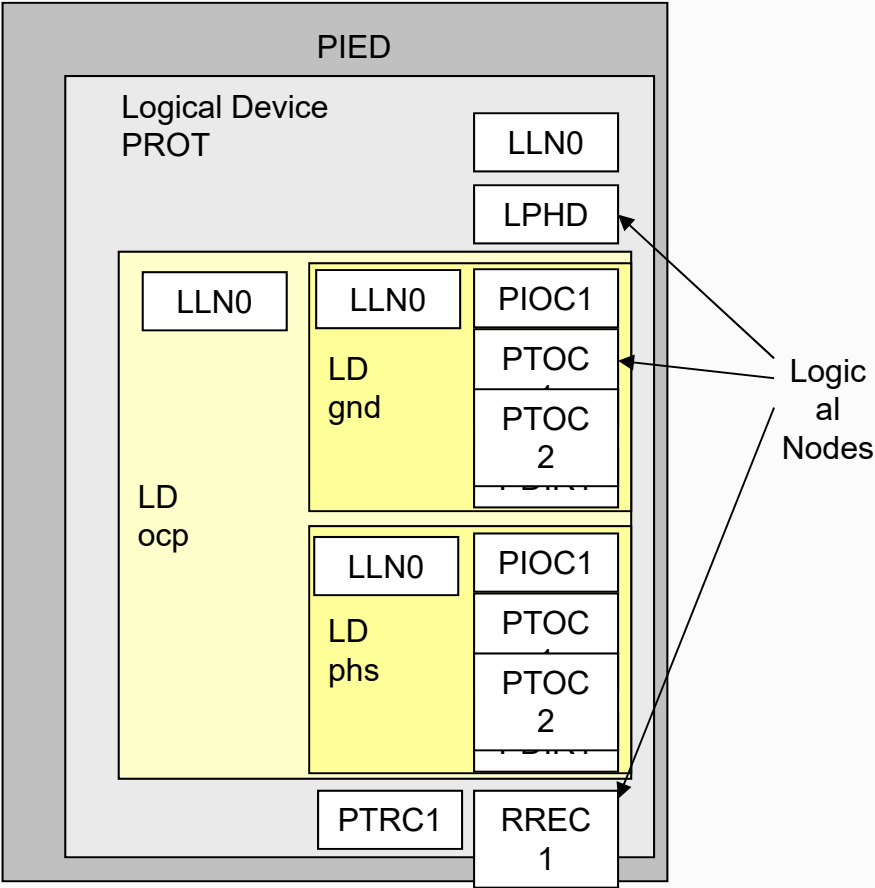 PIED
Logical Device
PROT
LLN0
LPHD
LLN0
LLN0
PIOC1
LD
gnd
PTOC
PTOC
2
LD
ocp
LLN0
PIOC1
LD
phs
PTOC
PTOC
2
PTRC1
RREC
1
Logic
al
Nodes